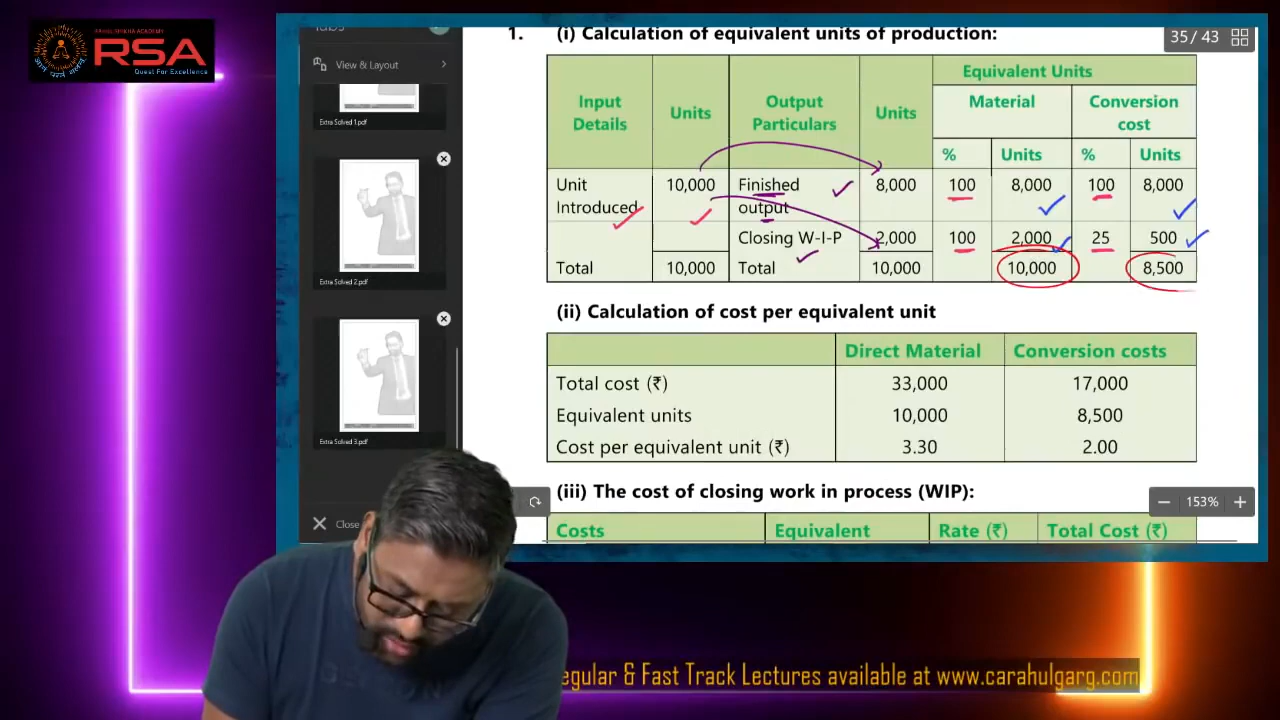 RAHUL SIKKHA ACADEMY
RSA
Quest For Excellence
View & Layout
Extra Solved 1.pdf
Extra Solved 2.pdf
Extra Solved 3.pdf
Close
35 / 43
1. (i) Calculation of equivalent units of production:
Equivalent Units
Input Details Units Output Particulars Units Material Conversion cost
% Units % Units
Unit Introduced 10,000 Finished output 8,000 100 8,000 100 8,000
Closing W-I-P 2,000 100 2,000 25 500
Total 10,000 Total 10,000 10,000 8,500
(ii) Calculation of cost per equivalent unit
Direct Material Conversion costs
Total cost (₹) 33,000 17,000
Equivalent units 10,000 8,500
Cost per equivalent unit (₹) 3.30 2.00
(iii) The cost of closing work in process (WIP):
153%
Costs Equivalent Rate (₹) Total Cost (₹)
egular & Fast Track Lectures available at www.carahulgarg.com